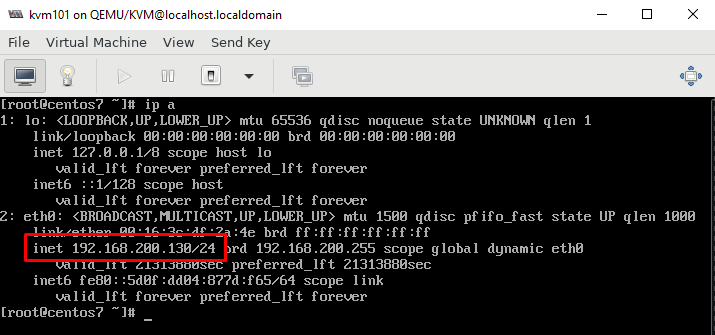 kvm101 on QEMU/KVM@localhost.localdomain
File Virtual Machine View Send Key
[root@centos7 ~]# ip a
1: lo: <LOOPBACK,UP,LOWER_UP> mtu 65536 qdisc noqueue state UNKNOWN qlen 1
link/loopback 00:00:00:00:00:00 brd 00:00:00:00:00:00
inet 127.0.0.1/8 scope host lo
valid_lft forever preferred_lft forever
inet6 ::1/128 scope host
valid_lft forever preferred_lft forever
2: eth0: <BROADCAST,MULTICAST,UP,LOWER_UP> mtu 1500 qdisc pfifo_fast state UP qlen 1000
link/ether 00:16:3c:df:2a:4e brd ff:ff:ff:ff:ff:ff
inet 192.168.200.130/24 brd 192.168.200.255 scope global dynamic eth0
valid_lft 21313880sec preferred_lft 21313880sec
inet6 fe80::5d0f:dd04:877d:f65/64 scope link
valid_lft forever preferred_lft forever
[root@centos7 ~]# _